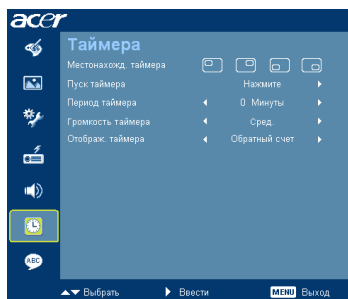 acer
Таймера
Местонахожд. таймера
Пуск таймера Нажмите
Период таймера 0 Минуты
Громкость таймера Сред.
Отображ. таймера Обратный счет
ABC
Выбрать Ввести MENU Выход